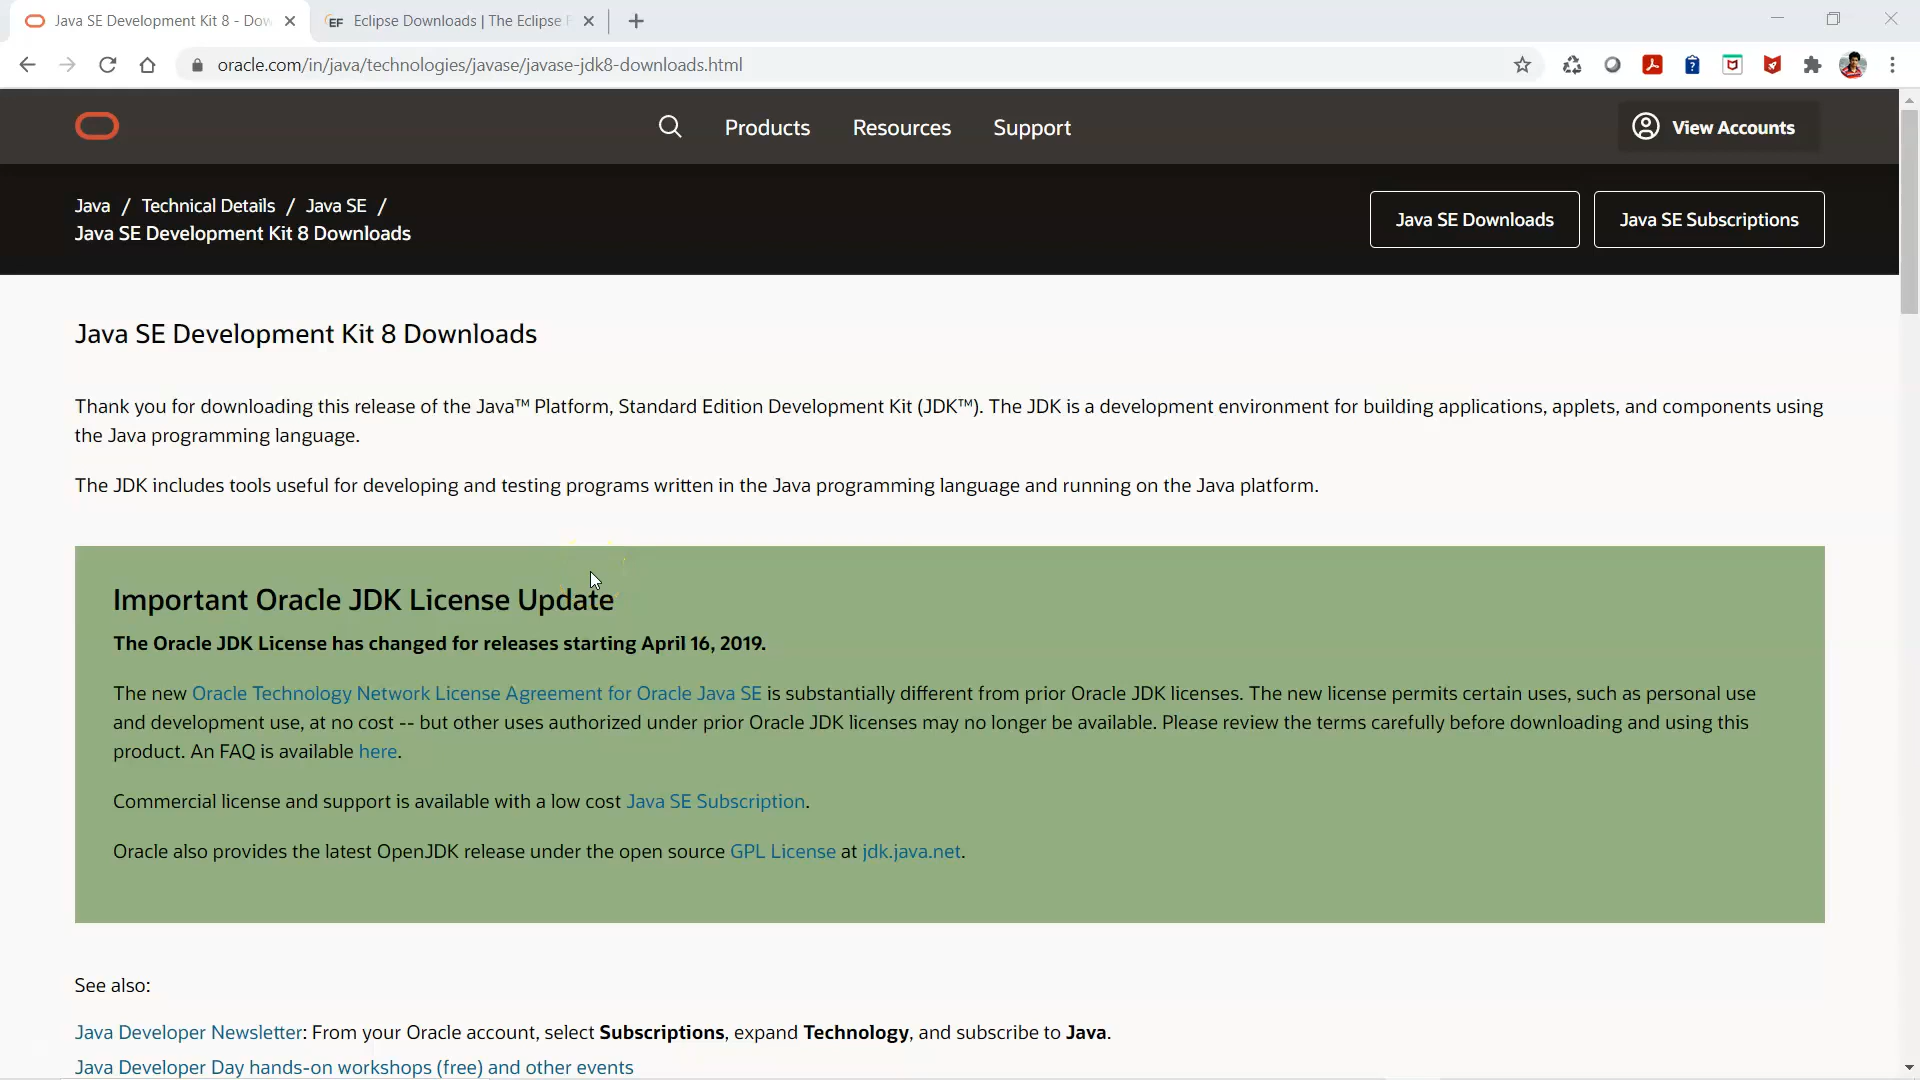 Java SE Development Kit 8 - Dow
EF Eclipse Downloads | The Eclipse F
oracle.com/in/java/technologies/javase/javase-jdk8-downloads.html
Products
Resources
Support
View Accounts
Java / Technical Details / Java SE /
Java SE Development Kit 8 Downloads
Java SE Downloads
Java SE Subscriptions
Java SE Development Kit 8 Downloads
Thank you for downloading this release of the Java™ Platform, Standard Edition Development Kit (JDK™). The JDK is a development environment for building applications, applets, and components using
the Java programming language.
The JDK includes tools useful for developing and testing programs written in the Java programming language and running on the Java platform.
Important Oracle JDK License Update
The Oracle JDK License has changed for releases starting April 16, 2019.
The new Oracle Technology Network License Agreement for Oracle Java SE is substantially different from prior Oracle JDK licenses. The new license permits certain uses, such as personal use
and development use, at no cost -- but other uses authorized under prior Oracle JDK licenses may no longer be available. Please review the terms carefully before downloading and using this
product. An FAQ is available here.
Commercial license and support is available with a low cost Java SE Subscription.
Oracle also provides the latest OpenJDK release under the open source GPL License at jdk.java.net.
See also:
Java Developer Newsletter: From your Oracle account, select Subscriptions, expand Technology, and subscribe to Java.
Java Developer Day hands-on workshops (free) and other events